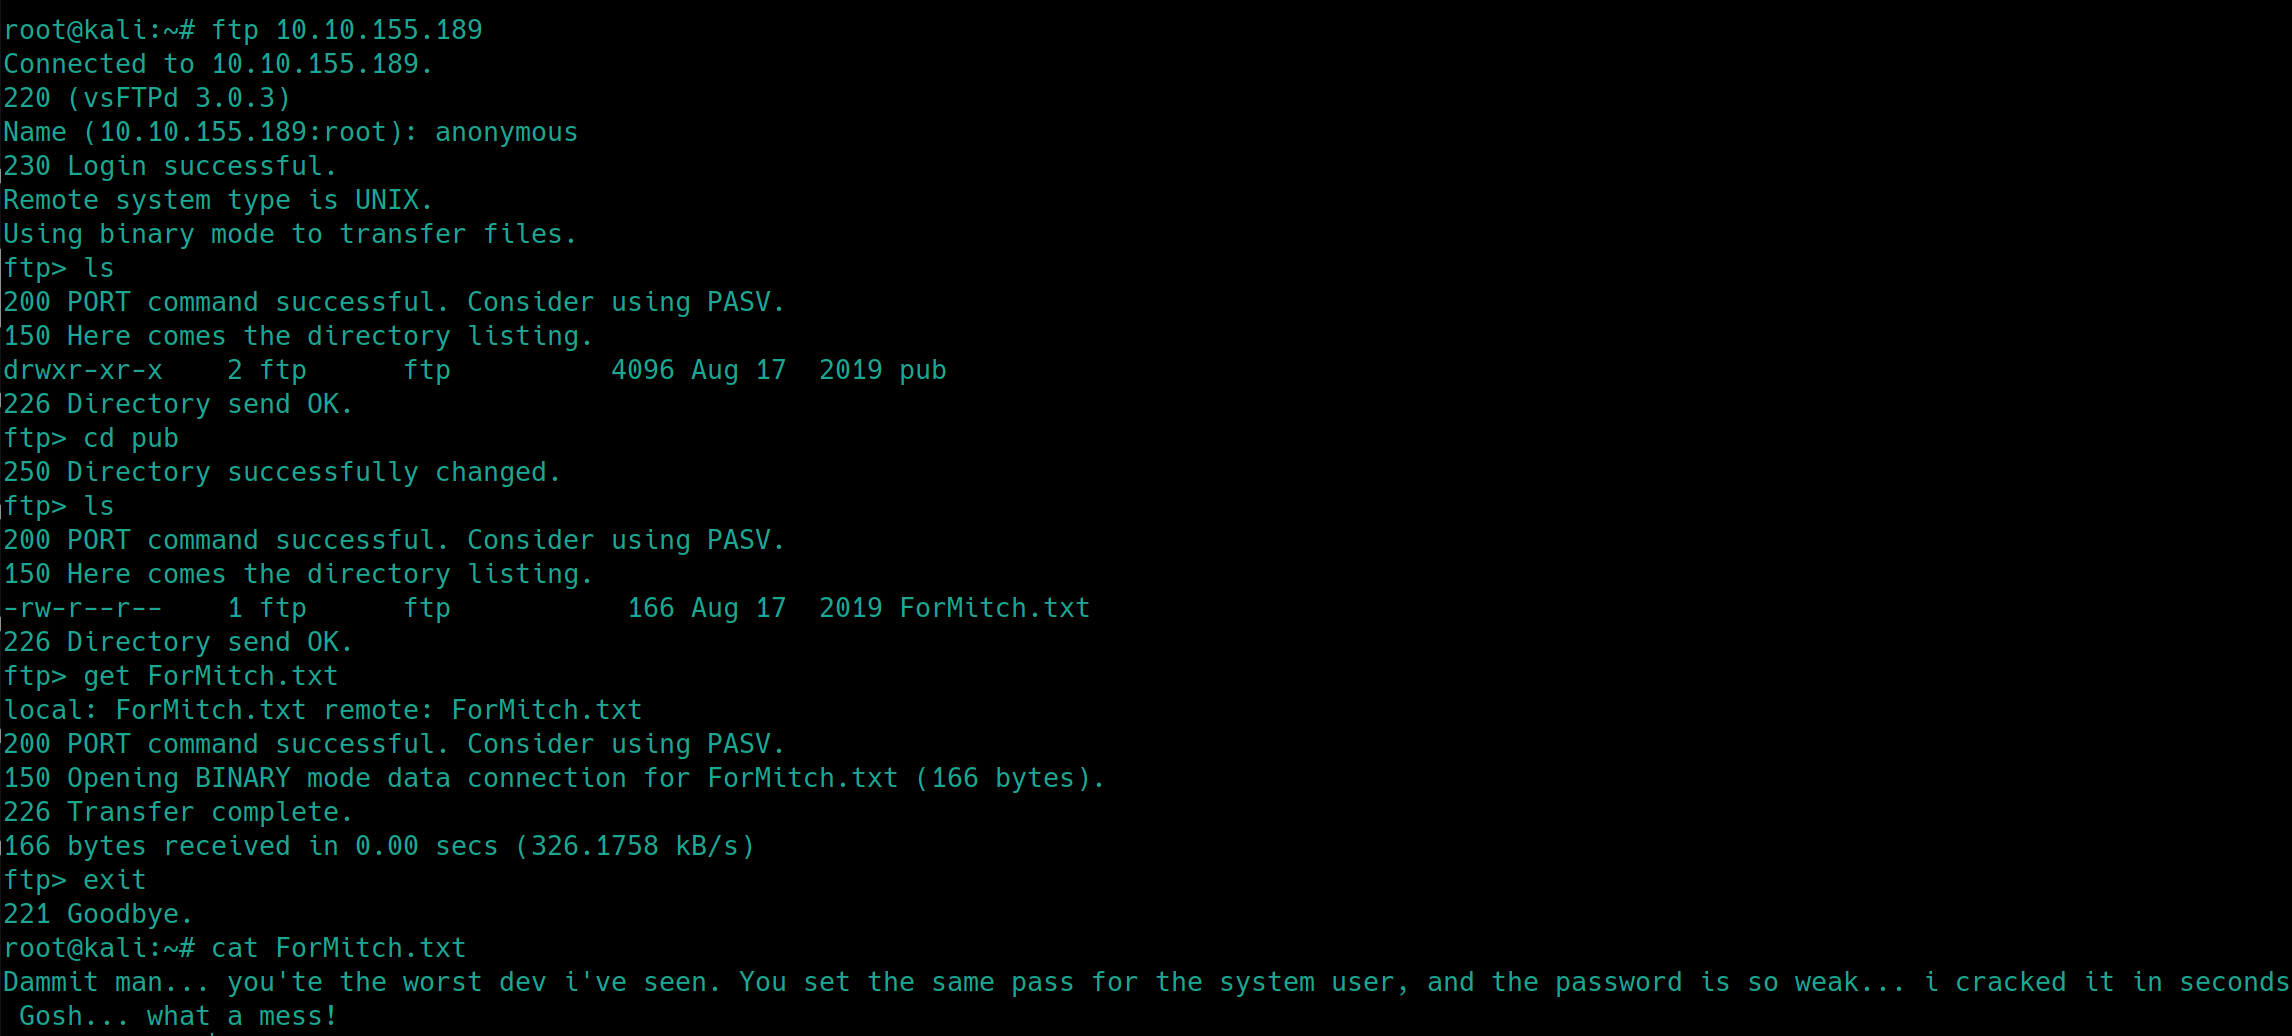 root@kali:~# ftp 10.10.155.189
Connected to 10.10.155.189.
220 (vsFTPd 3.0.3)
Name (10.10.155.189:root): anonymous
230 Login successful.
Remote system type is UNIX.
Using binary mode to transfer files.
ftp> ls
200 PORT command successful. Consider using PASV.
150 Here comes the directory listing.
drwxr-xr-x    2 ftp      ftp          4096 Aug 17  2019 pub
226 Directory send OK.
ftp> cd pub
250 Directory successfully changed.
ftp> ls
200 PORT command successful. Consider using PASV.
150 Here comes the directory listing.
-rw-r--r--    1 ftp      ftp           166 Aug 17  2019 ForMitch.txt
226 Directory send OK.
ftp> get ForMitch.txt
local: ForMitch.txt remote: ForMitch.txt
200 PORT command successful. Consider using PASV.
150 Opening BINARY mode data connection for ForMitch.txt (166 bytes).
226 Transfer complete.
166 bytes received in 0.00 secs (326.1758 kB/s)
ftp> exit
221 Goodbye.
root@kali:~# cat ForMitch.txt
Dammit man... you'te the worst dev i've seen. You set the same pass for the system user, and the password is so weak... i cracked it in seconds
 Gosh... what a mess!